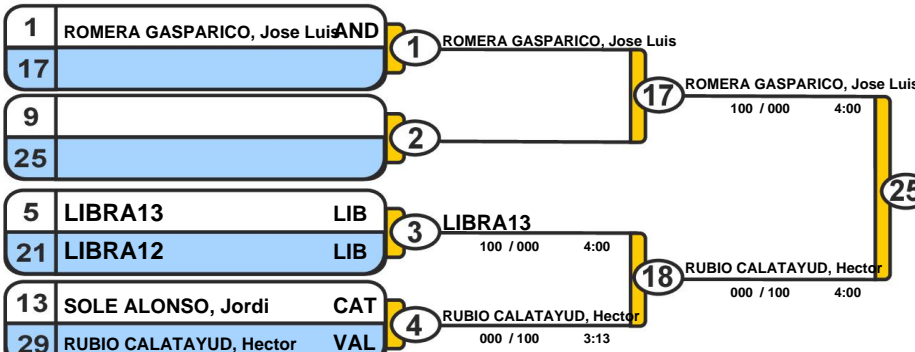 1 ROMERA GASPARICO, Jose Luis AND
17
1 ROMERA GASPARICO, Jose Luis
9
25
2
17 ROMERA GASPARICO, Jose Luis
100 / 000 4:00
5 LIBRA13 LIB
21 LIBRA12 LIB
3 LIBRA13
100 / 000 4:00
13 SOLE ALONSO, Jordi CAT
29 RUBIO CALATAYUD, Hector VAL
4 RUBIO CALATAYUD, Hector
000 / 100 3:13
18 RUBIO CALATAYUD, Hector
000 / 100 4:00
25